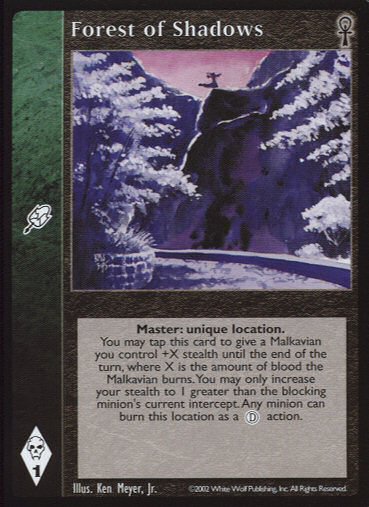 Forest of Shadows
Master: unique location.
You may tap this card to give a Malkavian
you control +X stealth until the end of the
turn, where X is the amount of blood the
Malkavian burns. You may only increase
your stealth to 1 greater than the blocking
minion's current intercept. Any minion can
burn this location as a D action.
1
Illus. Ken Meyer, Jr.
©2002 White Wolf Publishing, Inc. All Rights Reserved.